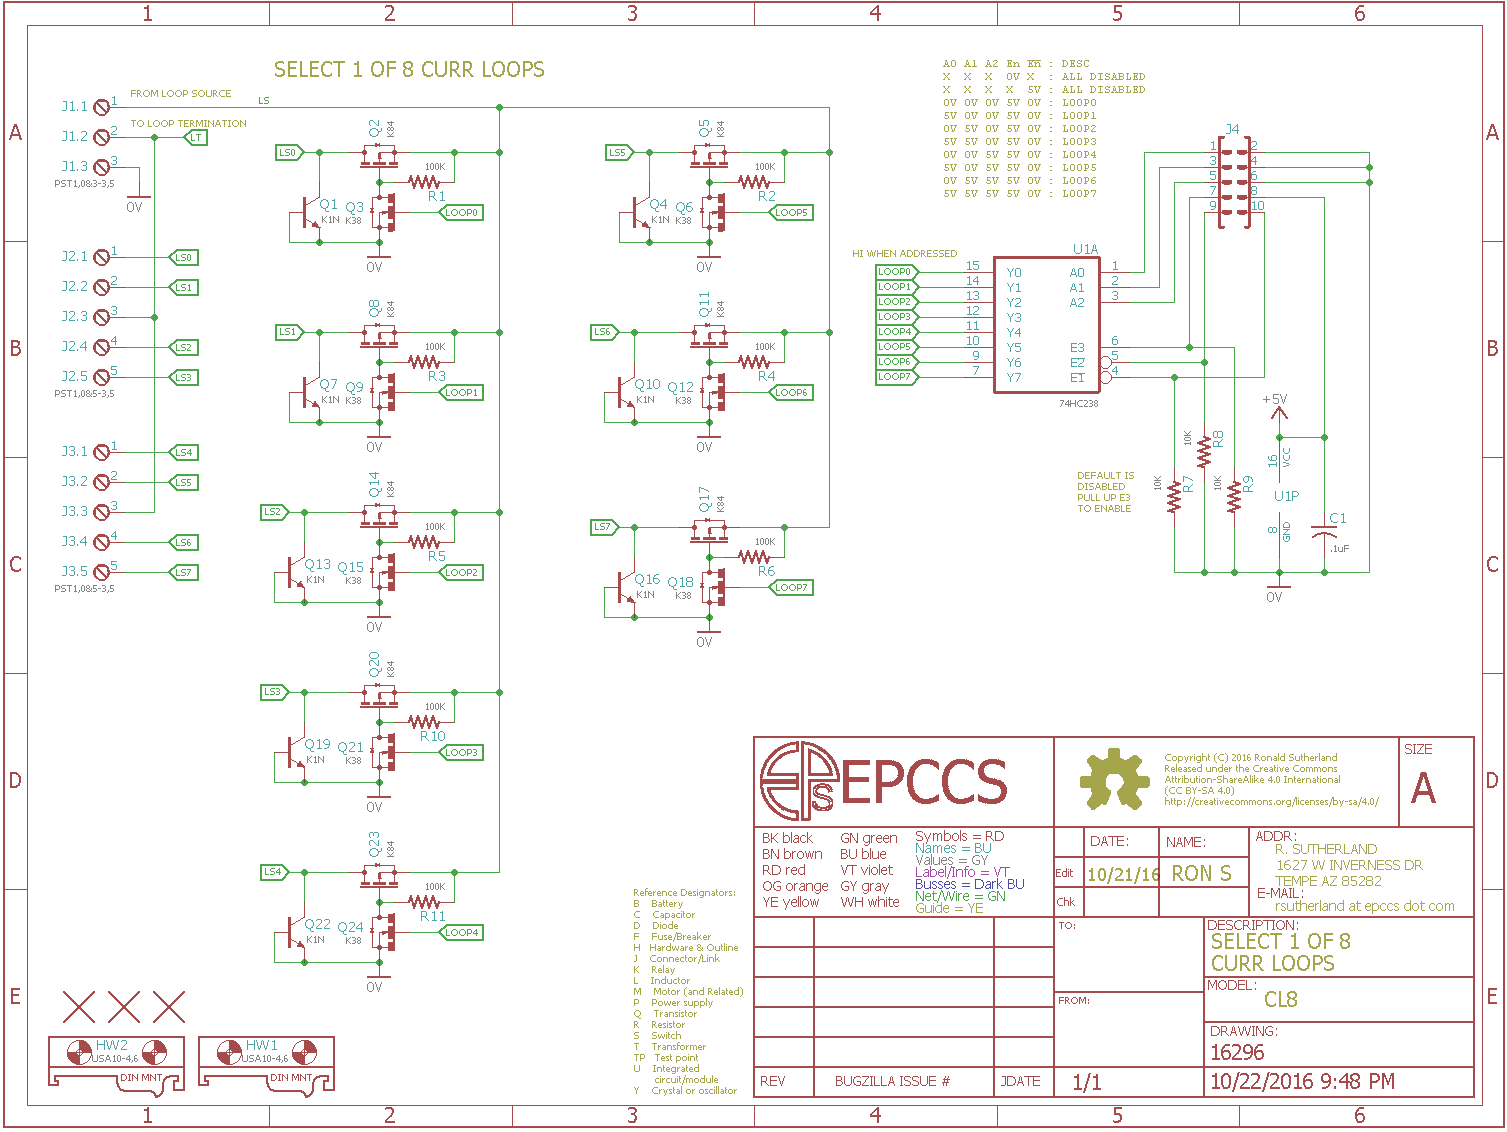 1 2 3 4 5 6
A
B
C
D
E
SELECT 1 OF 8 CURR LOOPS
FROM LOOP SOURCE
LS
J1.1 1
TO LOOP TERMINATION
J1.2 2
LT
J1.3 3
PST1,0&3-3,5
0V
J2.1 1 LS0
J2.2 2 LS1
J2.3 3
J2.4 4 LS2
J2.5 5 LS3
PST1,0&5-3,5
J3.1 1 LS4
J3.2 2 LS5
J3.3 3
J3.4 4 LS6
J3.5 5 LS7
PST1,0&5-3,5
LS0 Q2 K84
100K
R1
Q1 K1N
Q3 K38
LOOP0
0V
LS1 Q8 K84
100K
R3
Q7 K1N
Q9 K38
LOOP1
0V
LS2 Q14 K84
100K
R5
Q13 K1N
Q15 K38
LOOP2
0V
LS3 Q20 K84
100K
R10
Q19 K1N
Q21 K38
LOOP3
0V
LS4 Q23 K84
100K
R11
Q22 K1N
Q24 K38
LOOP4
0V
LS5 Q5 K84
100K
R2
Q4 K1N
Q6 K38
LOOP5
0V
LS6 Q11 K84
100K
R4
Q10 K1N
Q12 K38
LOOP6
0V
LS7 Q17 K84
100K
R6
Q16 K1N
Q18 K38
LOOP7
0V
A0 A1 A2 En En : DESC
X X X 0V X : ALL DISABLED
X X X X 5V : ALL DISABLED
0V 0V 0V 5V 0V : LOOP0
5V 0V 0V 5V 0V : LOOP1
0V 5V 0V 5V 0V : LOOP2
5V 5V 0V 5V 0V : LOOP3
0V 0V 5V 5V 0V : LOOP4
5V 0V 5V 5V 0V : LOOP5
0V 5V 5V 5V 0V : LOOP6
5V 5V 5V 5V 0V : LOOP7
J4
1 2
3 4
5 6
7 8
9 10
HI WHEN ADDRESSED
U1A
LOOP0 15 Y0 A0 1
LOOP1 14 Y1 A1 2
LOOP2 13 Y2 A2 3
LOOP3 12 Y3
LOOP4 11 Y4
LOOP5 10 Y5 E3 6
LOOP6 9 Y6 E2 5
LOOP7 7 Y7 E1 4
74HC238
+5V
DEFAULT IS
DISABLED
PULL UP E3
TO ENABLE
10K R7
10K R8
10K R9
16 VCC
U1P
8 GND
C1
.1uF
0V
HW2
USA10-4,6
DIN MNT
HW1
USA10-4,6
DIN MNT
Reference Designators:
B Battery
C Capacitor
D Diode
F Fuse/Breaker
H Hardware & Outline
J Connector/Link
K Relay
L Inductor
M Motor (and Related)
P Power supply
Q Transistor
R Resistor
S Switch
T Transformer
TP Test point
U Integrated
circuit/module
Y Crystal or oscillator
EPCCS
Copyright (C) 2016 Ronald Sutherland
Released under the Creative Commons
Attribution-ShareAlike 4.0 International
(CC BY-SA 4.0)
http://creativecommons.org/licenses/by-sa/4.0/
SIZE
A
BK black GN green
BN brown BU blue
RD red VT violet
OG orange GY gray
YE yellow WH white
Symbols = RD
Names = BU
Values = GY
Label/Info = VT
Busses = Dark BU
Net/Wire = GN
Guide = YE
DATE: NAME:
Edit 10/21/16 RON S
Chk
ADDR:
R. SUTHERLAND
1627 W INVERNESS DR
TEMPE AZ 85282
E-MAIL:
rsutherland at epccs dot com
TO:
FROM:
DESCRIPTION:
SELECT 1 OF 8
CURR LOOPS
MODEL:
CL8
DRAWING:
16296
REV BUGZILLA ISSUE # JDATE 1/1 10/22/2016 9:48 PM
A
B
C
D
E
1 2 3 4 5 6